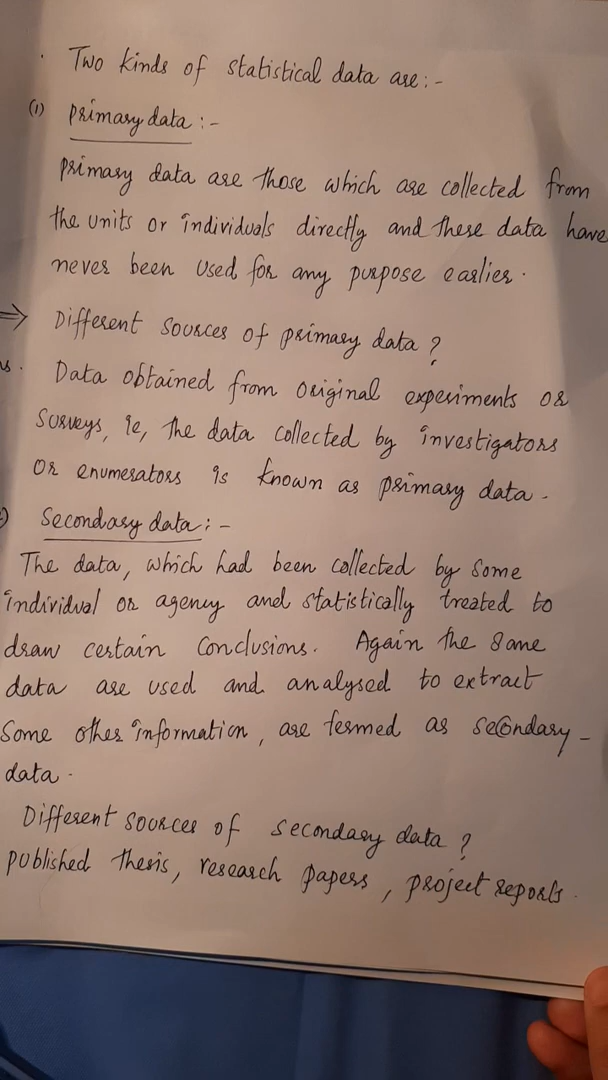 . Two kinds of statistical data are:-
(1) Primary data :-
Primary data are those which are collected from
the units or individuals directly and these data have
never been used for any purpose earlier.
⇒ Different sources of primary data ?
s. Data obtained from original experiments or
Surveys, ie, the data collected by investigators
Or enumerators is known as primary data.
) Secondary data: -
The data, which had been collected by some
individual or agency and statistically treated to
draw certain Conclusions. Again the same
data are used and analysed to extract
Some other information, are termed as secondary-
data.
Different sources of secondary data ?
published thesis, research papers, project reports.